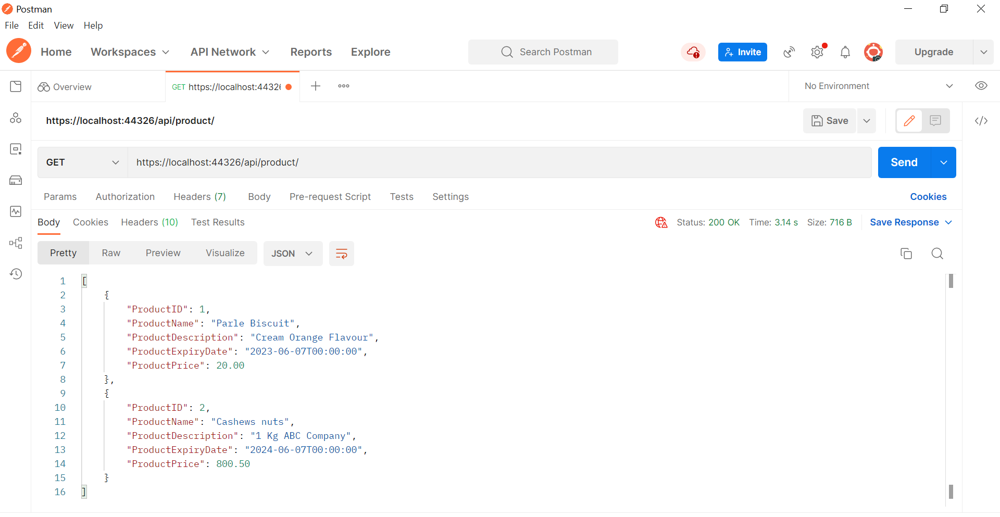 Postman
File Edit View Help
Home Workspaces API Network Reports Explore Search Postman Invite Upgrade
Overview GET https://localhost:4432 No Environment
https://localhost:44326/api/product/ Save
GET https://localhost:44326/api/product/ Send
Params Authorization Headers (7) Body Pre-request Script Tests Settings Cookies
Body Cookies Headers (10) Test Results Status: 200 OK Time: 3.14 s Size: 716 B Save Response
Pretty Raw Preview Visualize JSON
1 [
2 {
3 "ProductID": 1,
4 "ProductName": "Parle Biscuit",
5 "ProductDescription": "Cream Orange Flavour",
6 "ProductExpiryDate": "2023-06-07T00:00:00",
7 "ProductPrice": 20.00
8 },
9 {
10 "ProductID": 2,
11 "ProductName": "Cashews nuts",
12 "ProductDescription": "1 Kg ABC Company",
13 "ProductExpiryDate": "2024-06-07T00:00:00",
14 "ProductPrice": 800.50
15 }
16 ]